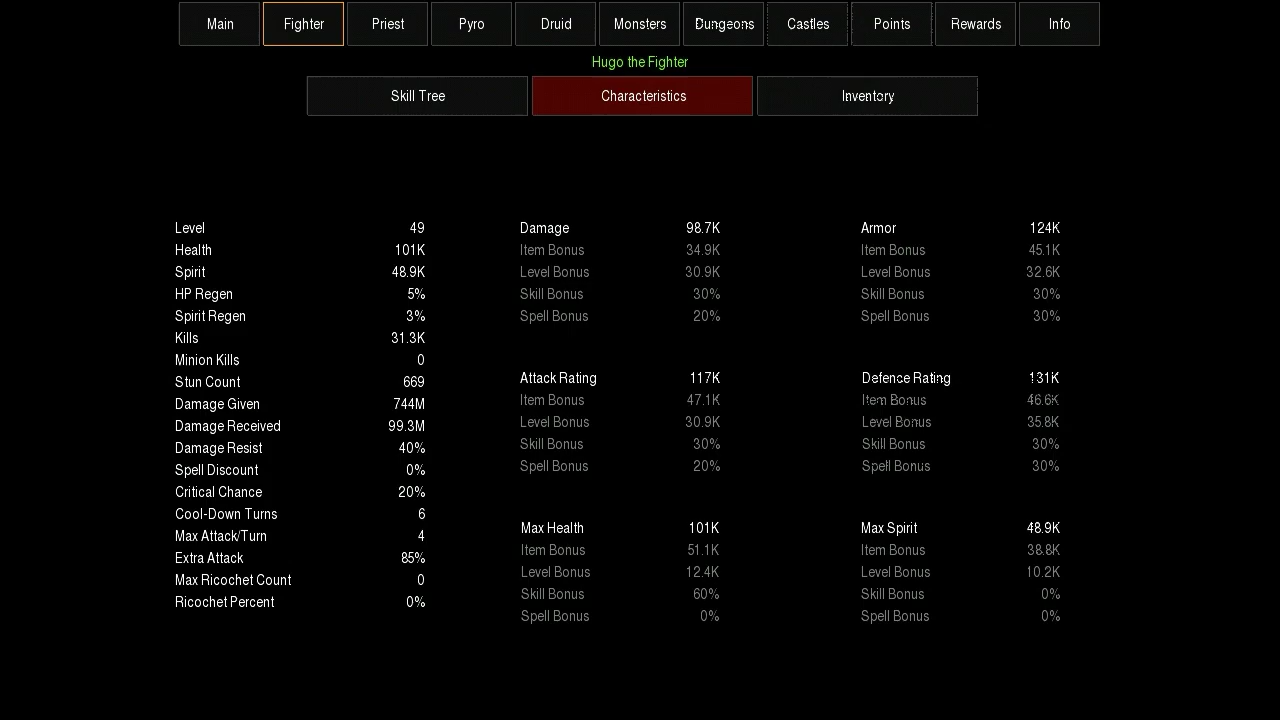 Main Fighter Priest Pyro Druid Monsters Dungeons Castles Points Rewards Info
Hugo the Fighter
Skill Tree Characteristics Inventory
Level 49
Health 101K
Spirit 48.9K
HP Regen 5%
Spirit Regen 3%
Kills 31.3K
Minion Kills 0
Stun Count 669
Damage Given 744M
Damage Received 99.3M
Damage Resist 40%
Spell Discount 0%
Critical Chance 20%
Cool-Down Turns 6
Max Attack/Turn 4
Extra Attack 85%
Max Ricochet Count 0
Ricochet Percent 0%
Damage 98.7K
Item Bonus 34.9K
Level Bonus 30.9K
Skill Bonus 30%
Spell Bonus 20%
Attack Rating 117K
Item Bonus 47.1K
Level Bonus 30.9K
Skill Bonus 30%
Spell Bonus 20%
Max Health 101K
Item Bonus 51.1K
Level Bonus 12.4K
Skill Bonus 60%
Spell Bonus 0%
Armor 124K
Item Bonus 45.1K
Level Bonus 32.6K
Skill Bonus 30%
Spell Bonus 30%
Defence Rating 131K
Item Bonus 46.6K
Level Bonus 35.8K
Skill Bonus 30%
Spell Bonus 30%
Max Spirit 48.9K
Item Bonus 38.8K
Level Bonus 10.2K
Skill Bonus 0%
Spell Bonus 0%